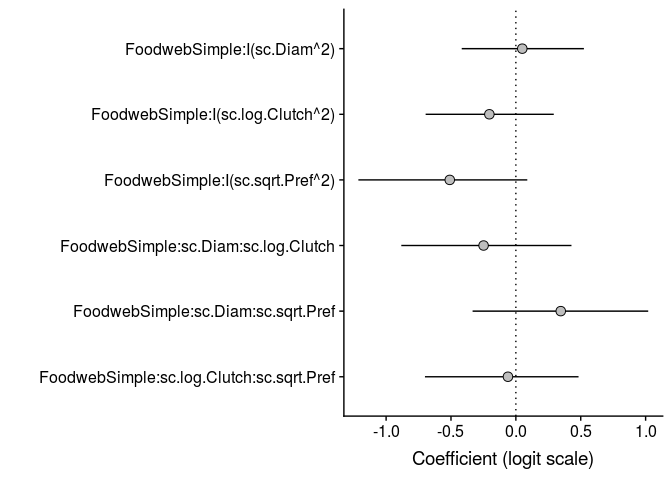 FoodwebSimple:I(sc.Diam^2)
FoodwebSimple:I(sc.log.Clutch^2)
FoodwebSimple:I(sc.sqrt.Pref^2)
FoodwebSimple:sc.Diam:sc.log.Clutch
FoodwebSimple:sc.Diam:sc.sqrt.Pref
FoodwebSimple:sc.log.Clutch:sc.sqrt.Pref
-1.0 -0.5 0.0 0.5 1.0
Coefficient (logit scale)